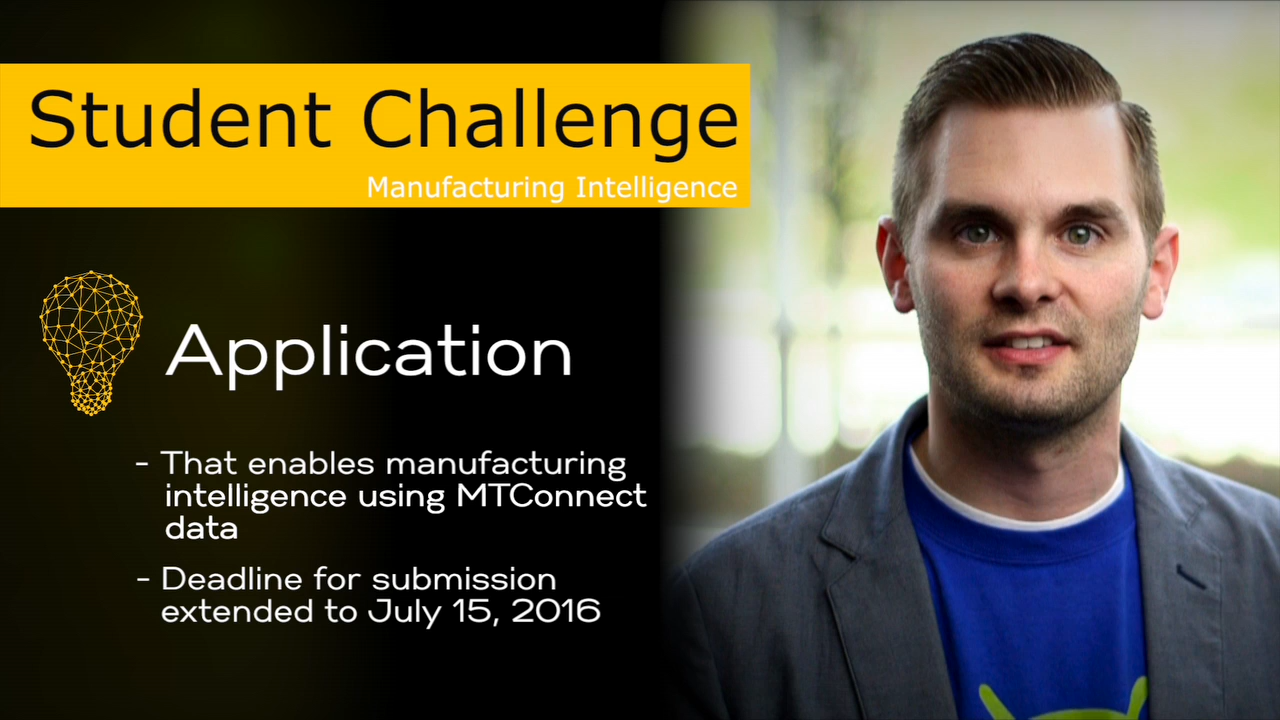 Student Challenge
Manufacturing Intelligence
Application
- That enables manufacturing
intelligence using MTConnect
data
- Deadline for submission
extended to July 15, 2016